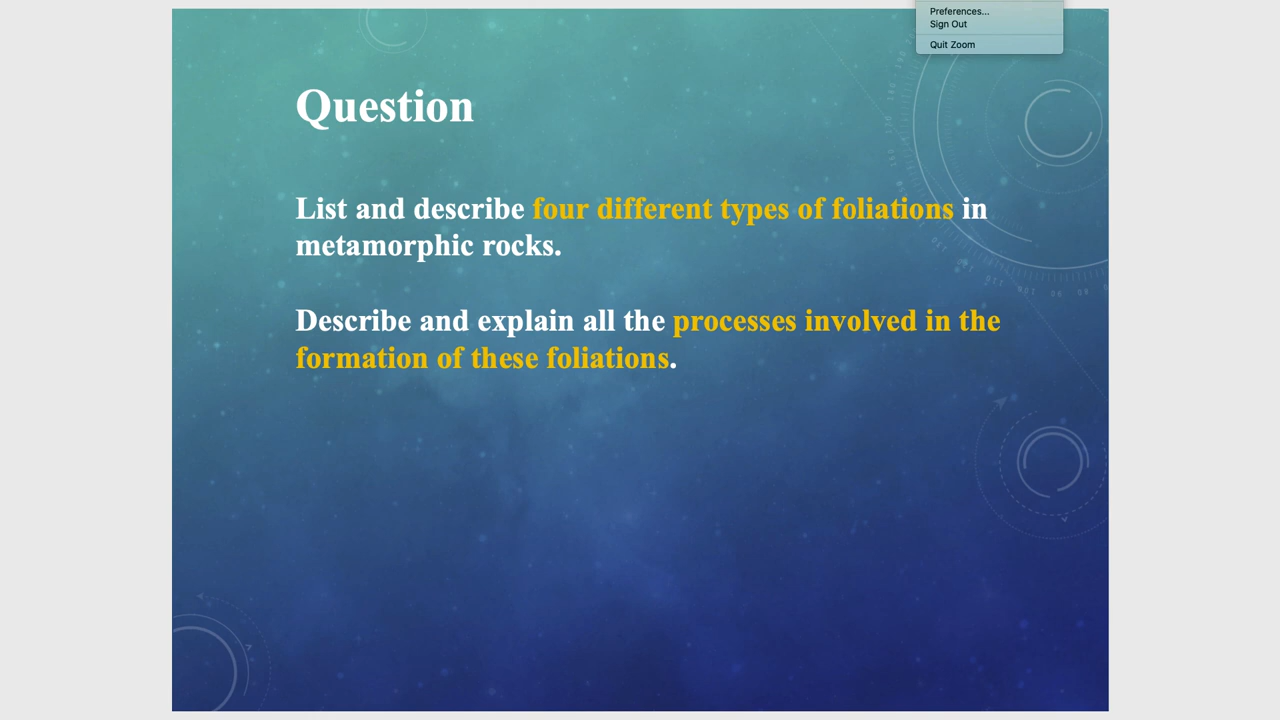 Preferences...
Sign Out
Quit Zoom
Question
List and describe four different types of foliations in
metamorphic rocks.
Describe and explain all the processes involved in the
formation of these foliations.